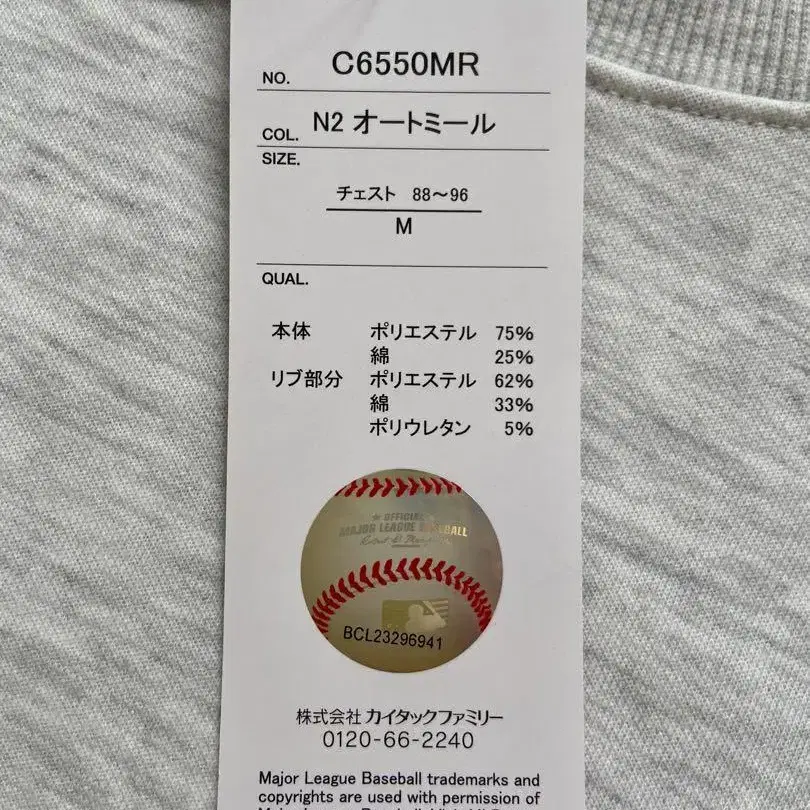 NO. C6550MR
COL. N2 オートミール
SIZE.
チェスト 88〜96
M
QUAL.
本体 ポリエステル 75%
綿 25%
リブ部分 ポリエステル 62%
綿 33%
ポリウレタン 5%
OFFICIAL
MAJOR LEAGUE BASEBALL
BCL23296941
株式会社 カイタックファミリー
0120-66-2240
Major League Baseball trademarks and
copyrights are used with permission of